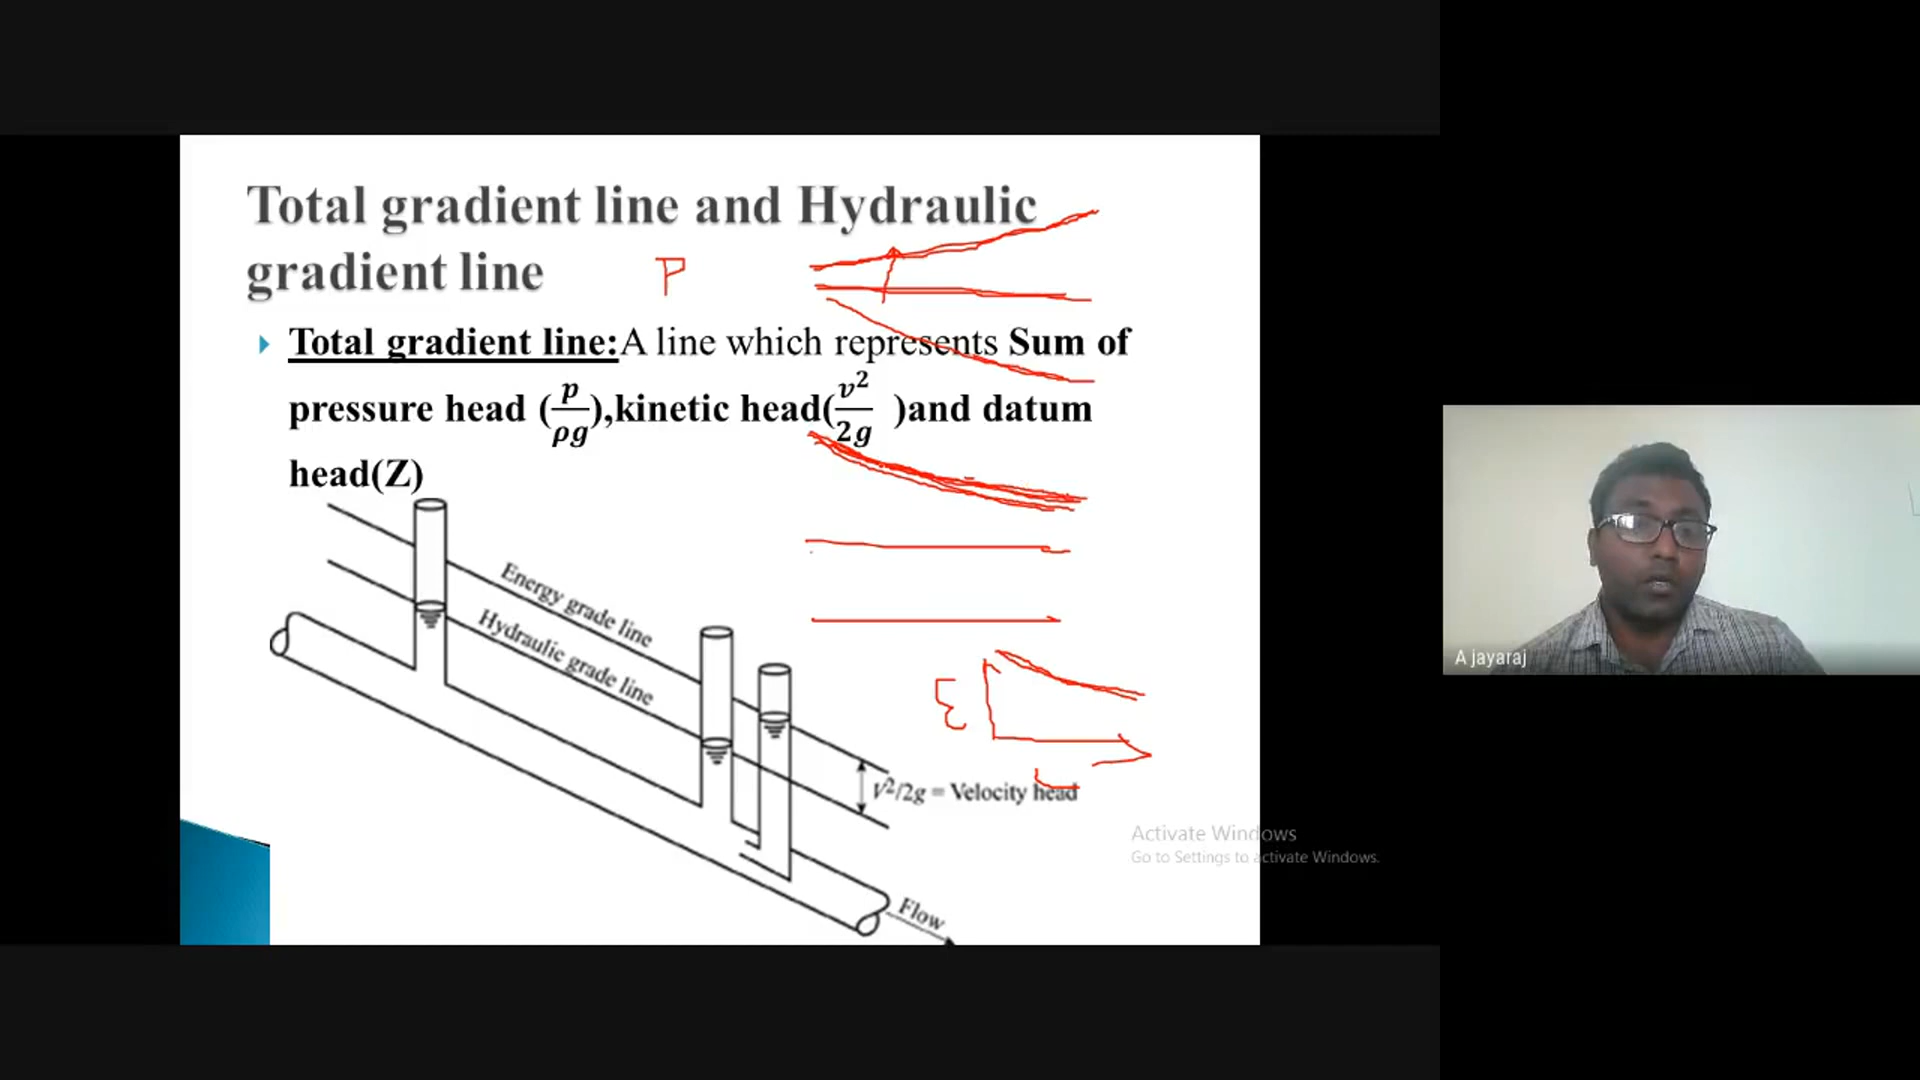 Total gradient line and Hydraulic
gradient line
P
Total gradient line:A line which represents Sum of
pressure head (p/ρg),kinetic head(v²/2g )and datum
head(Z)
Energy grade line
Hydraulic grade line
E
L
V²/2g = Velocity head
Flow
Activate Windows
Go to Settings to activate Windows.
A jayaraj